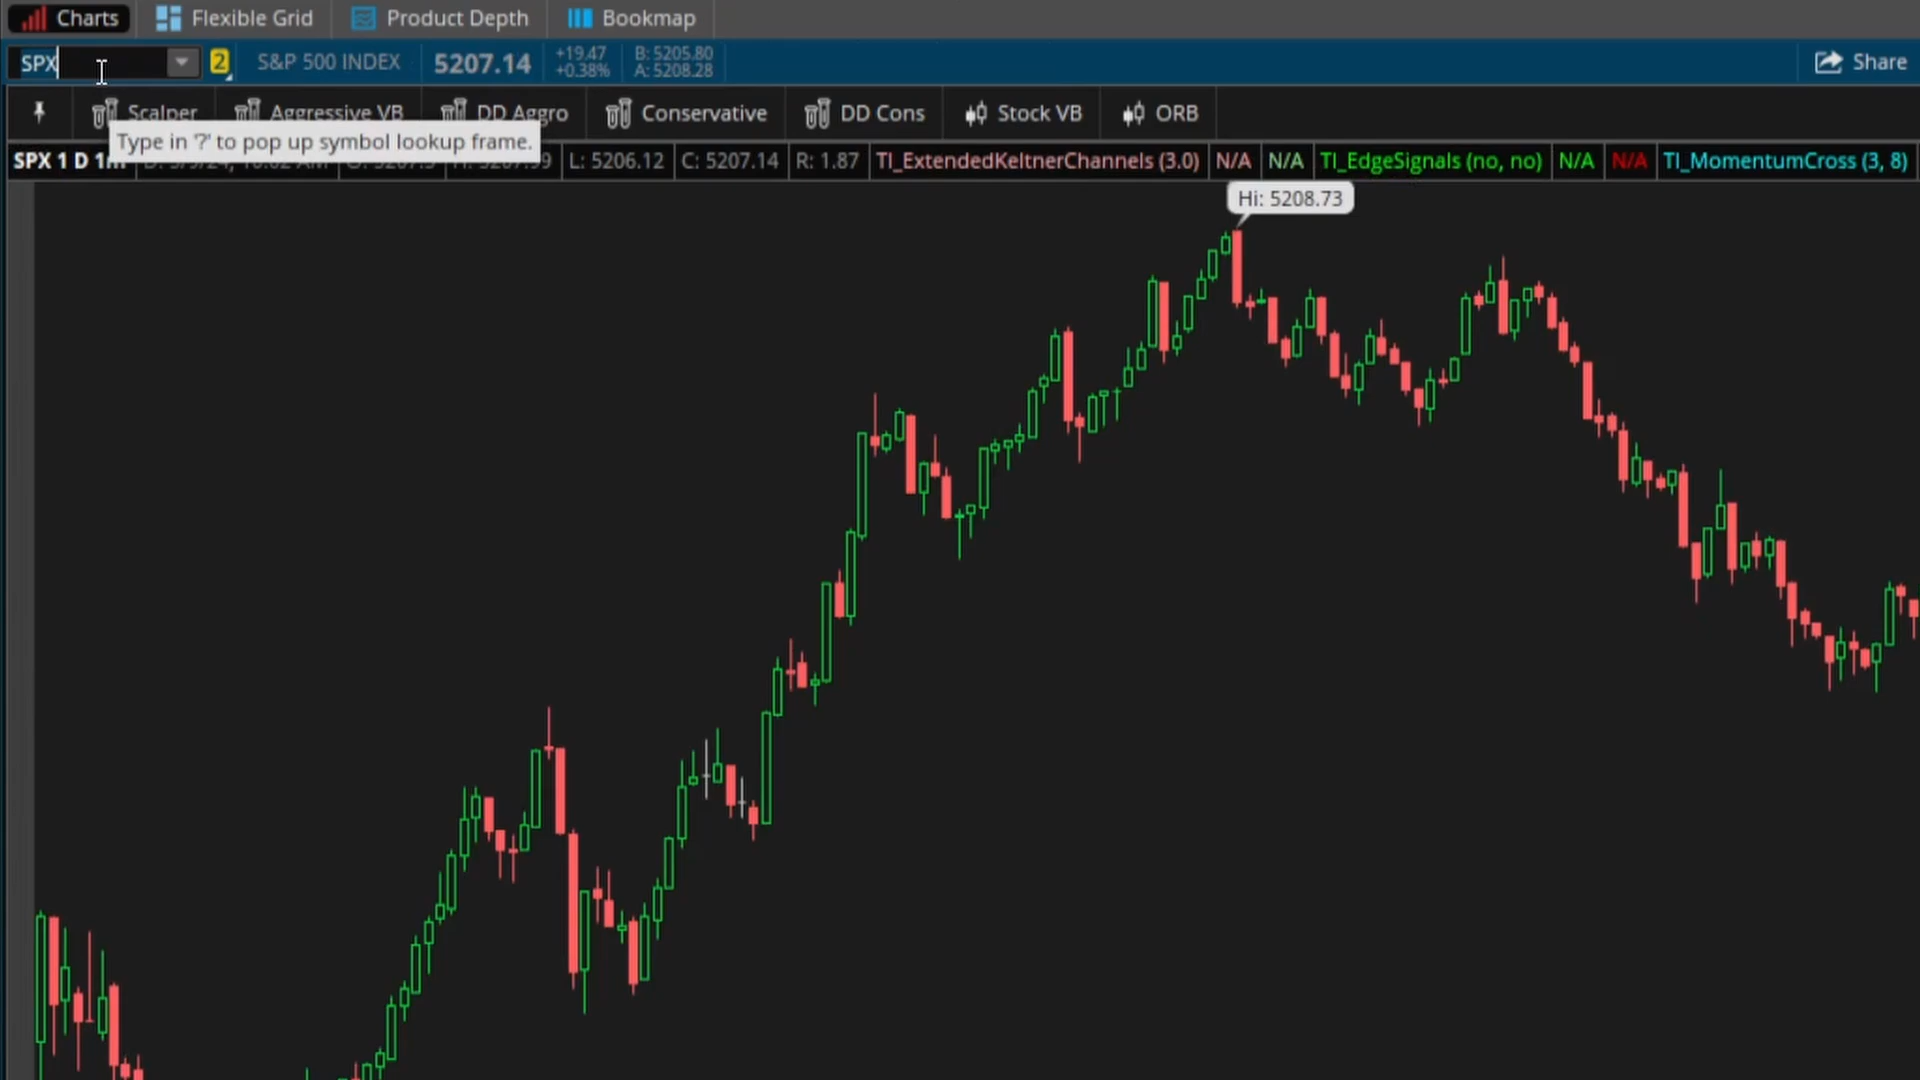 Charts Flexible Grid Product Depth Bookmap
SPX 2 S&P 500 INDEX 5207.14 +19.47 +0.38% B: 5205.80 A: 5208.28 Share
Scalper Aggressive VB DD Aggro Conservative DD Cons Stock VB ORB
Type in '?' to pop up symbol lookup frame.
SPX 1 D 1m L: 5206.12 C: 5207.14 R: 1.87 TI_ExtendedKeltnerChannels (3.0) N/A N/A TI_EdgeSignals (no, no) N/A N/A TI_MomentumCross (3, 8)
Hi: 5208.73